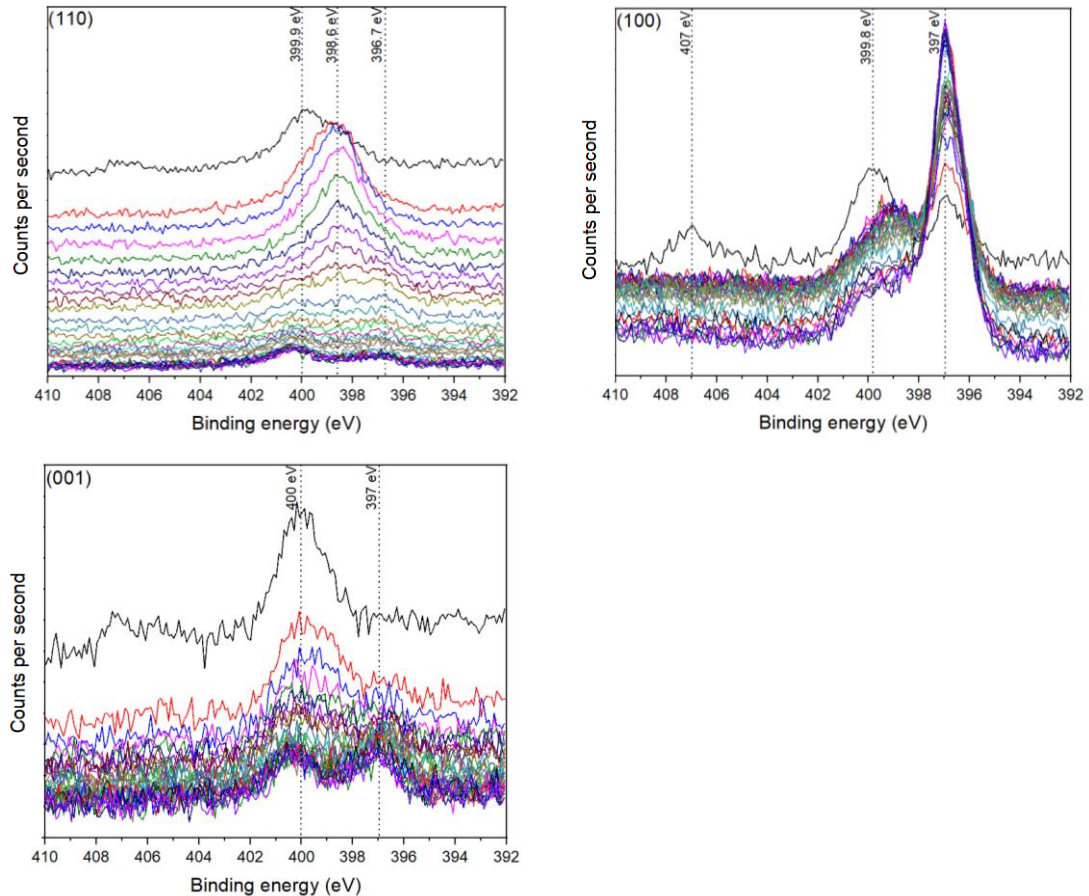 (110)
399.9 eV
398.6 eV
396.7 eV
Counts per second
410 408 406 404 402 400 398 396 394 392
Binding energy (eV)
(100)
407 eV
399.8 eV
397 eV
Counts per second
410 408 406 404 402 400 398 396 394 392
Binding energy (eV)
(001)
400 eV
397 eV
Counts per second
410 408 406 404 402 400 398 396 394 392
Binding energy (eV)